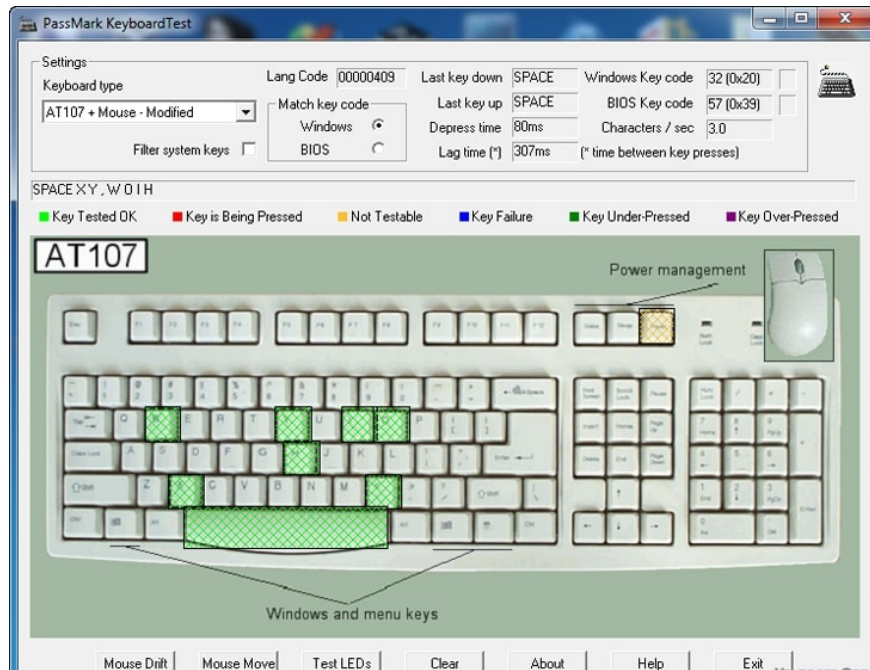 PassMark KeyboardTest
Settings
Keyboard type
AT107 + Mouse - Modified
Filter system keys
Lang Code 00000409
Match key code
Windows
BIOS
Last key down SPACE
Last key up SPACE
Depress time 80ms
Lag time (*) 307ms
Windows Key code 32 (0x20)
BIOS Key code 57 (0x39)
Characters / sec 3.0
(* time between key presses)
SPACE X Y , W O I H
Key Tested OK Key is Being Pressed Not Testable Key Failure Key Under-Pressed Key Over-Pressed
AT107
Power management
Q E R T U P
A S D F G J K L
Z C V B N M
Windows and menu keys
Mouse Drift Mouse Move Test LEDs Clear About Help Exit